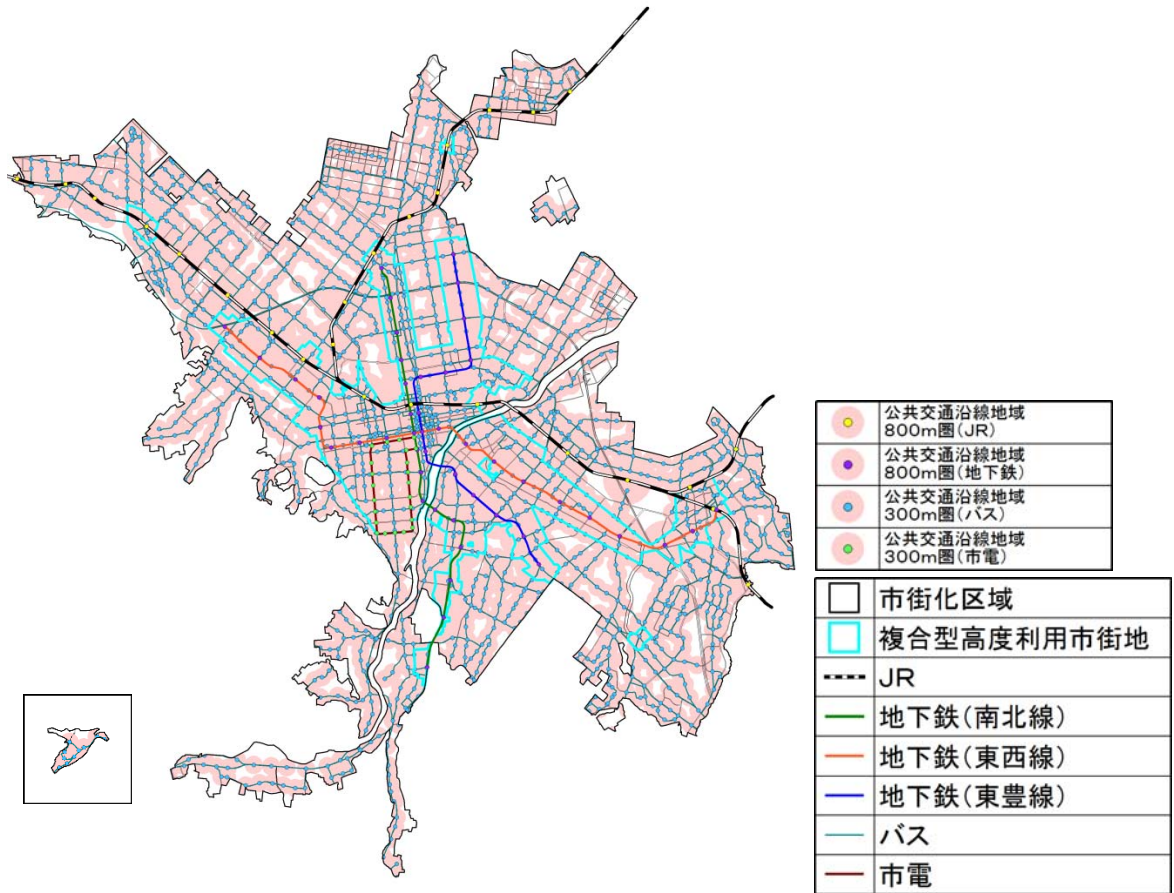 公共交通沿線地域
800m圏(JR)
公共交通沿線地域
800m圏(地下鉄)
公共交通沿線地域
300m圏(バス)
公共交通沿線地域
300m圏(市電)
市街化区域
複合型高度利用市街地
JR
地下鉄(南北線)
地下鉄(東西線)
地下鉄(東豊線)
バス
市電